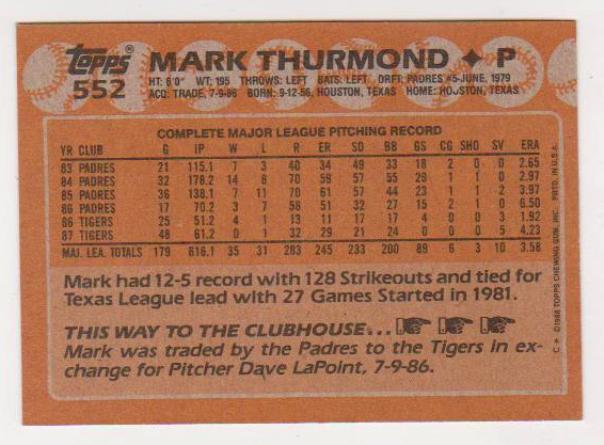 Topps®
552
MARK THURMOND ✦ P
HT: 6'0" WT: 195 THROWS: LEFT BATS: LEFT DRFT: PADRES #5-JUNE, 1979
ACQ: TRADE, 7-9-86 BORN: 9-12-56, HOUSTON, TEXAS HOME: HOUSTON, TEXAS
COMPLETE MAJOR LEAGUE PITCHING RECORD
YR CLUB G IP W L R ER SO BB GS CG SHO SV ERA
83 PADRES 21 115.1 7 3 40 34 49 33 18 2 0 0 2.65
84 PADRES 32 178.2 14 8 70 59 57 55 29 1 1 0 2.97
85 PADRES 36 138.1 7 11 70 61 57 44 23 1 1 2 3.97
86 PADRES 17 70.2 3 7 58 51 32 27 15 2 1 0 6.50
86 TIGERS 25 51.2 4 1 13 11 17 17 4 0 0 3 1.92
87 TIGERS 48 61.2 0 1 32 29 21 24 0 0 0 5 4.23
MAJ. LEA. TOTALS 179 616.1 35 31 283 245 233 200 89 6 3 10 3.58
Mark had 12-5 record with 128 Strikeouts and tied for
Texas League lead with 27 Games Started in 1981.
THIS WAY TO THE CLUBHOUSE...
Mark was traded by the Padres to the Tigers in ex-
change for Pitcher Dave LaPoint, 7-9-86.
C * ©1988 TOPPS CHEWING GUM, INC. PRTD. IN U.S.A.